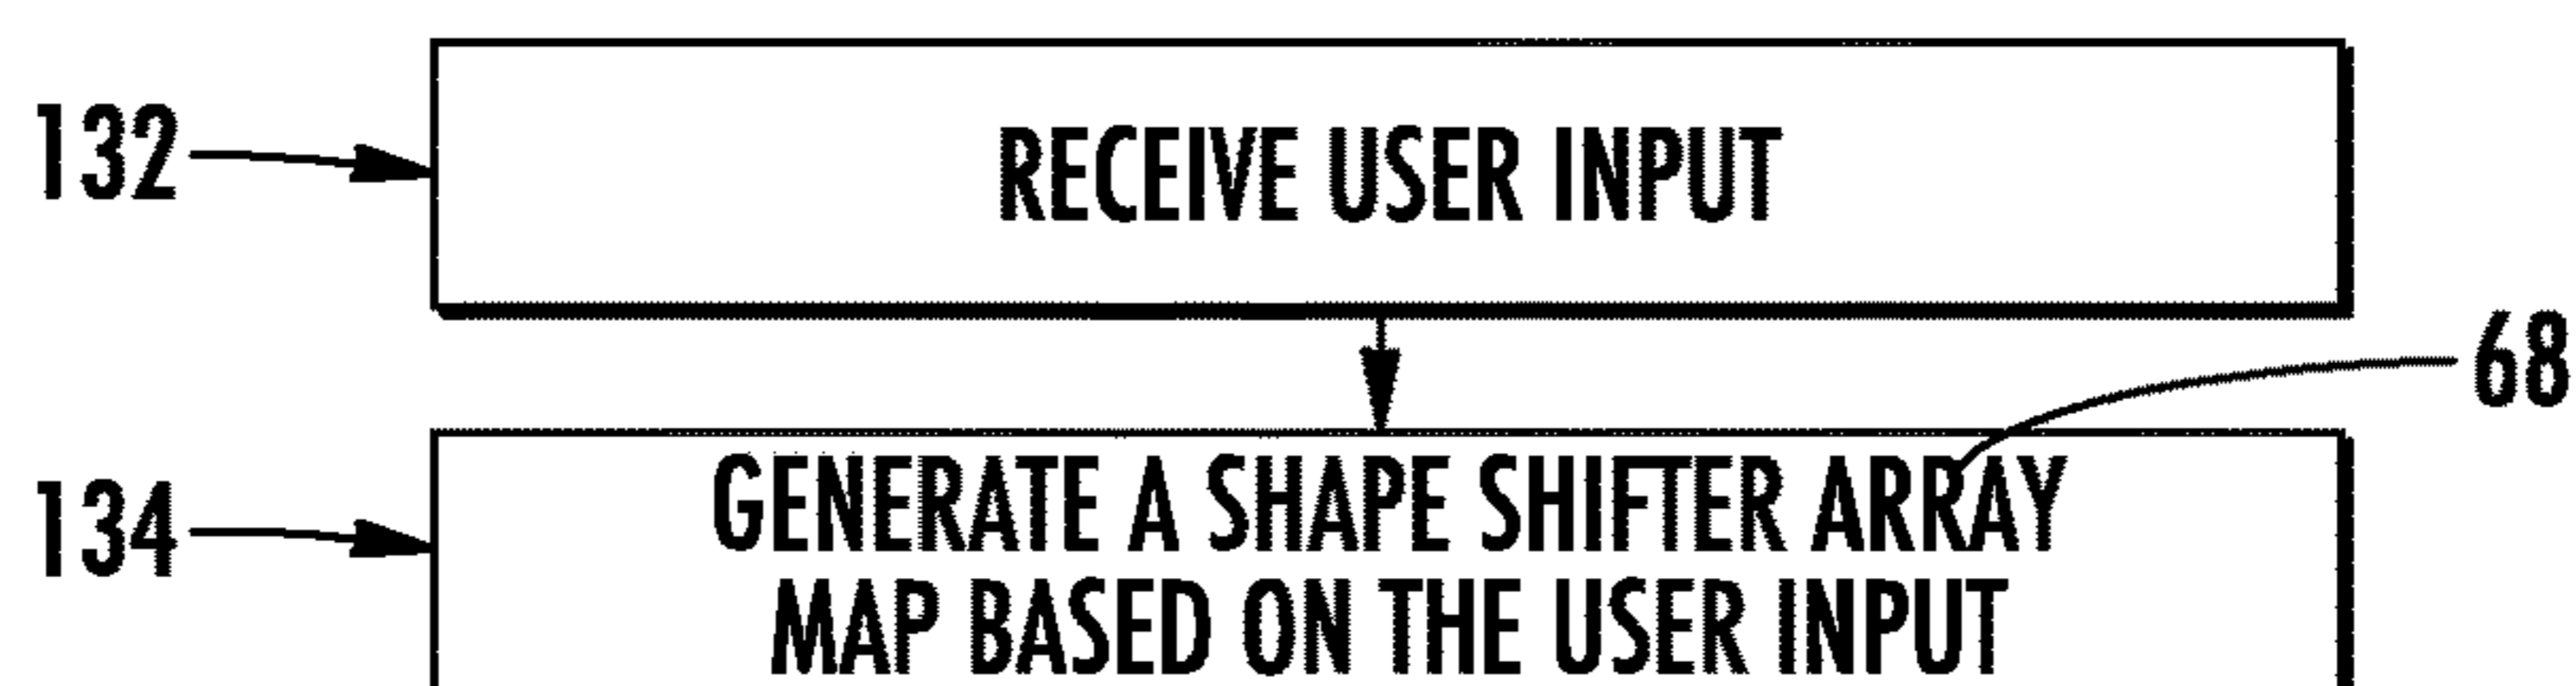 132
RECEIVE USER INPUT
68
134
GENERATE A SHAPE SHIFTER ARRAY
MAP BASED ON THE USER INPUT